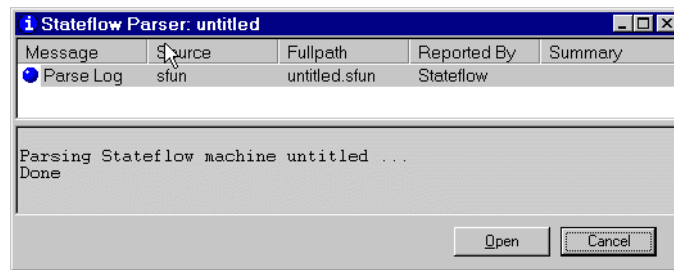 Stateflow Parser: untitled
Message Source Fullpath Reported By Summary
Parse Log sfun untitled.sfun Stateflow
Parsing Stateflow machine untitled ...
Done
Open Cancel